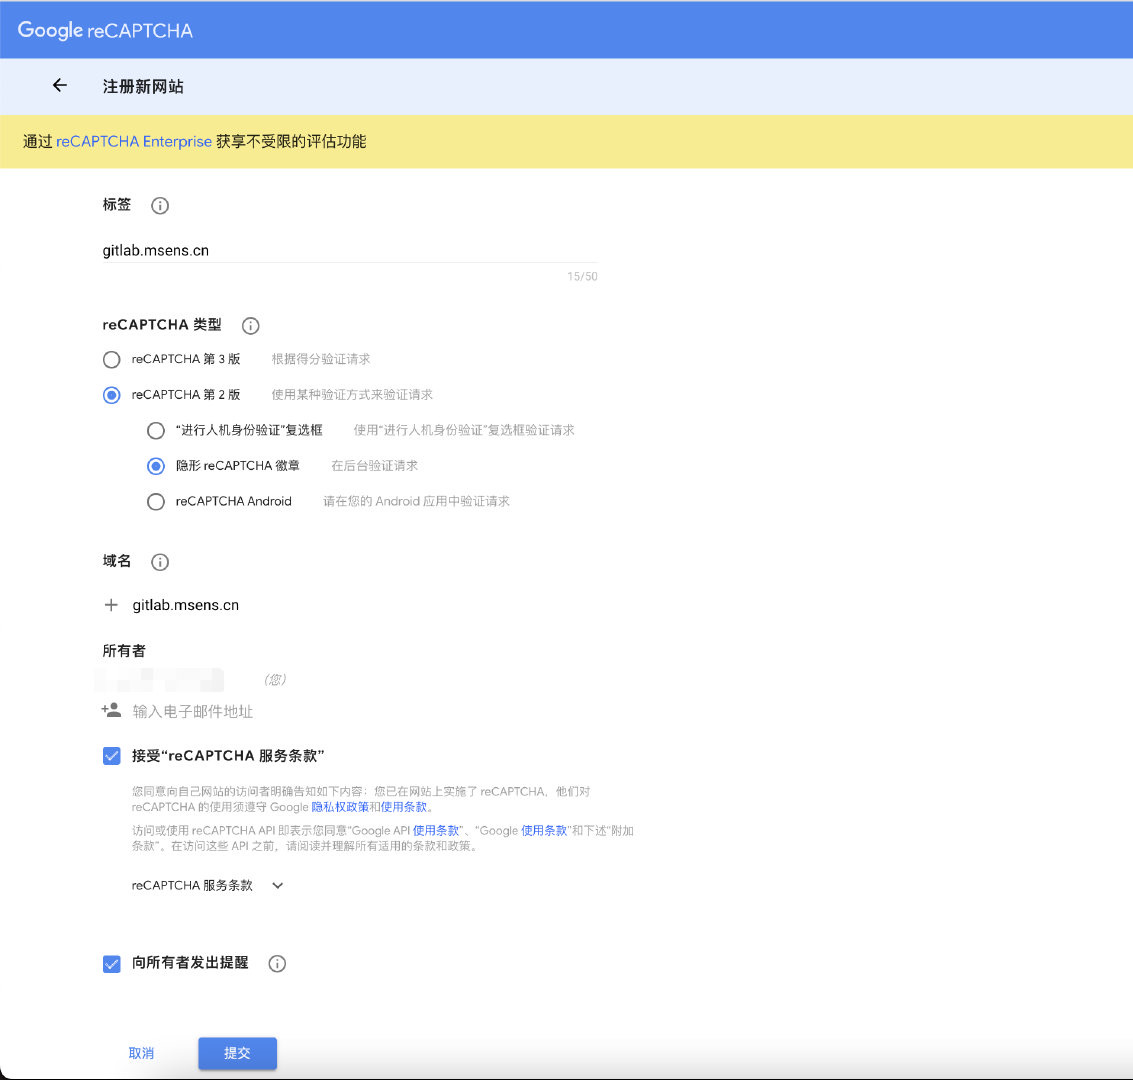 Google reCAPTCHA
注册新网站
通过 reCAPTCHA Enterprise 获享不受限的评估功能
标签
gitlab.msens.cn
15/50
reCAPTCHA 类型
reCAPTCHA 第 3 版 根据得分验证请求
reCAPTCHA 第 2 版 使用某种验证方式来验证请求
“进行人机身份验证”复选框 使用“进行人机身份验证”复选框验证请求
隐形 reCAPTCHA 徽章 在后台验证请求
reCAPTCHA Android 请在您的 Android 应用中验证请求
域名
gitlab.msens.cn
所有者
(您)
输入电子邮件地址
接受“reCAPTCHA 服务条款”
您同意向自己网站的访问者明确告知如下内容：您已在网站上实施了 reCAPTCHA，他们对
reCAPTCHA 的使用须遵守 Google 隐私权政策和使用条款。
访问或使用 reCAPTCHA API 即表示您同意“Google API 使用条款”、“Google 使用条款”和下述“附加
条款”。在访问这些 API 之前，请阅读并理解所有适用的条款和政策。
reCAPTCHA 服务条款
向所有者发出提醒
取消 提交